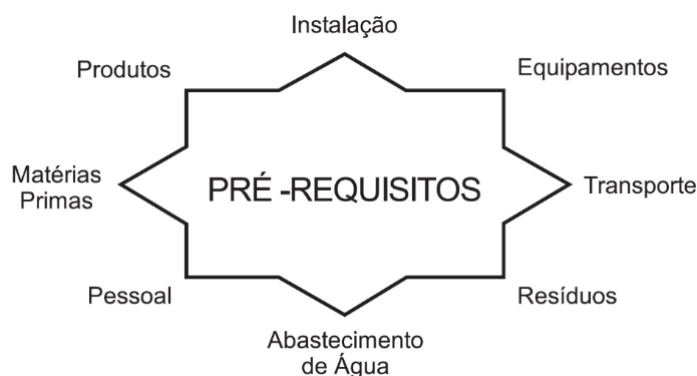 Instalação
Produtos
Equipamentos
Matérias
Primas
PRÉ -REQUISITOS
Transporte
Pessoal
Resíduos
Abastecimento
de Água